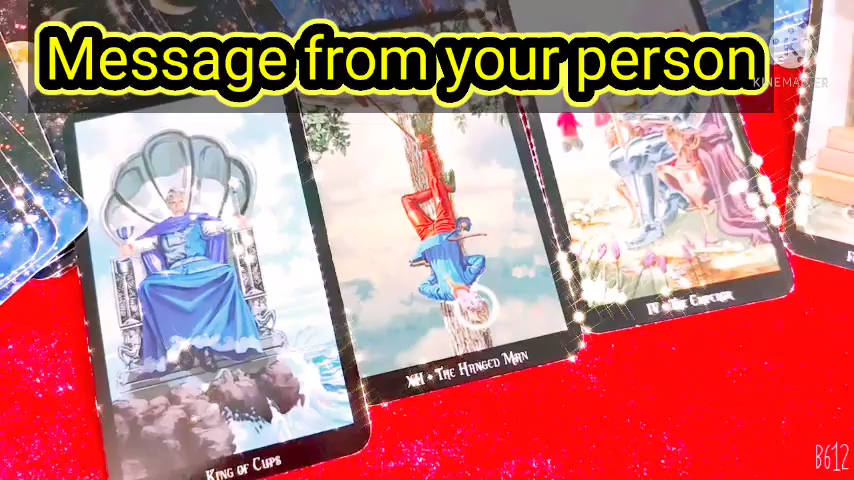 Message from your person
KINEMASTER
XII • THE HANGED MAN
IV • THE EMPEROR
KING OF CUPS
B612